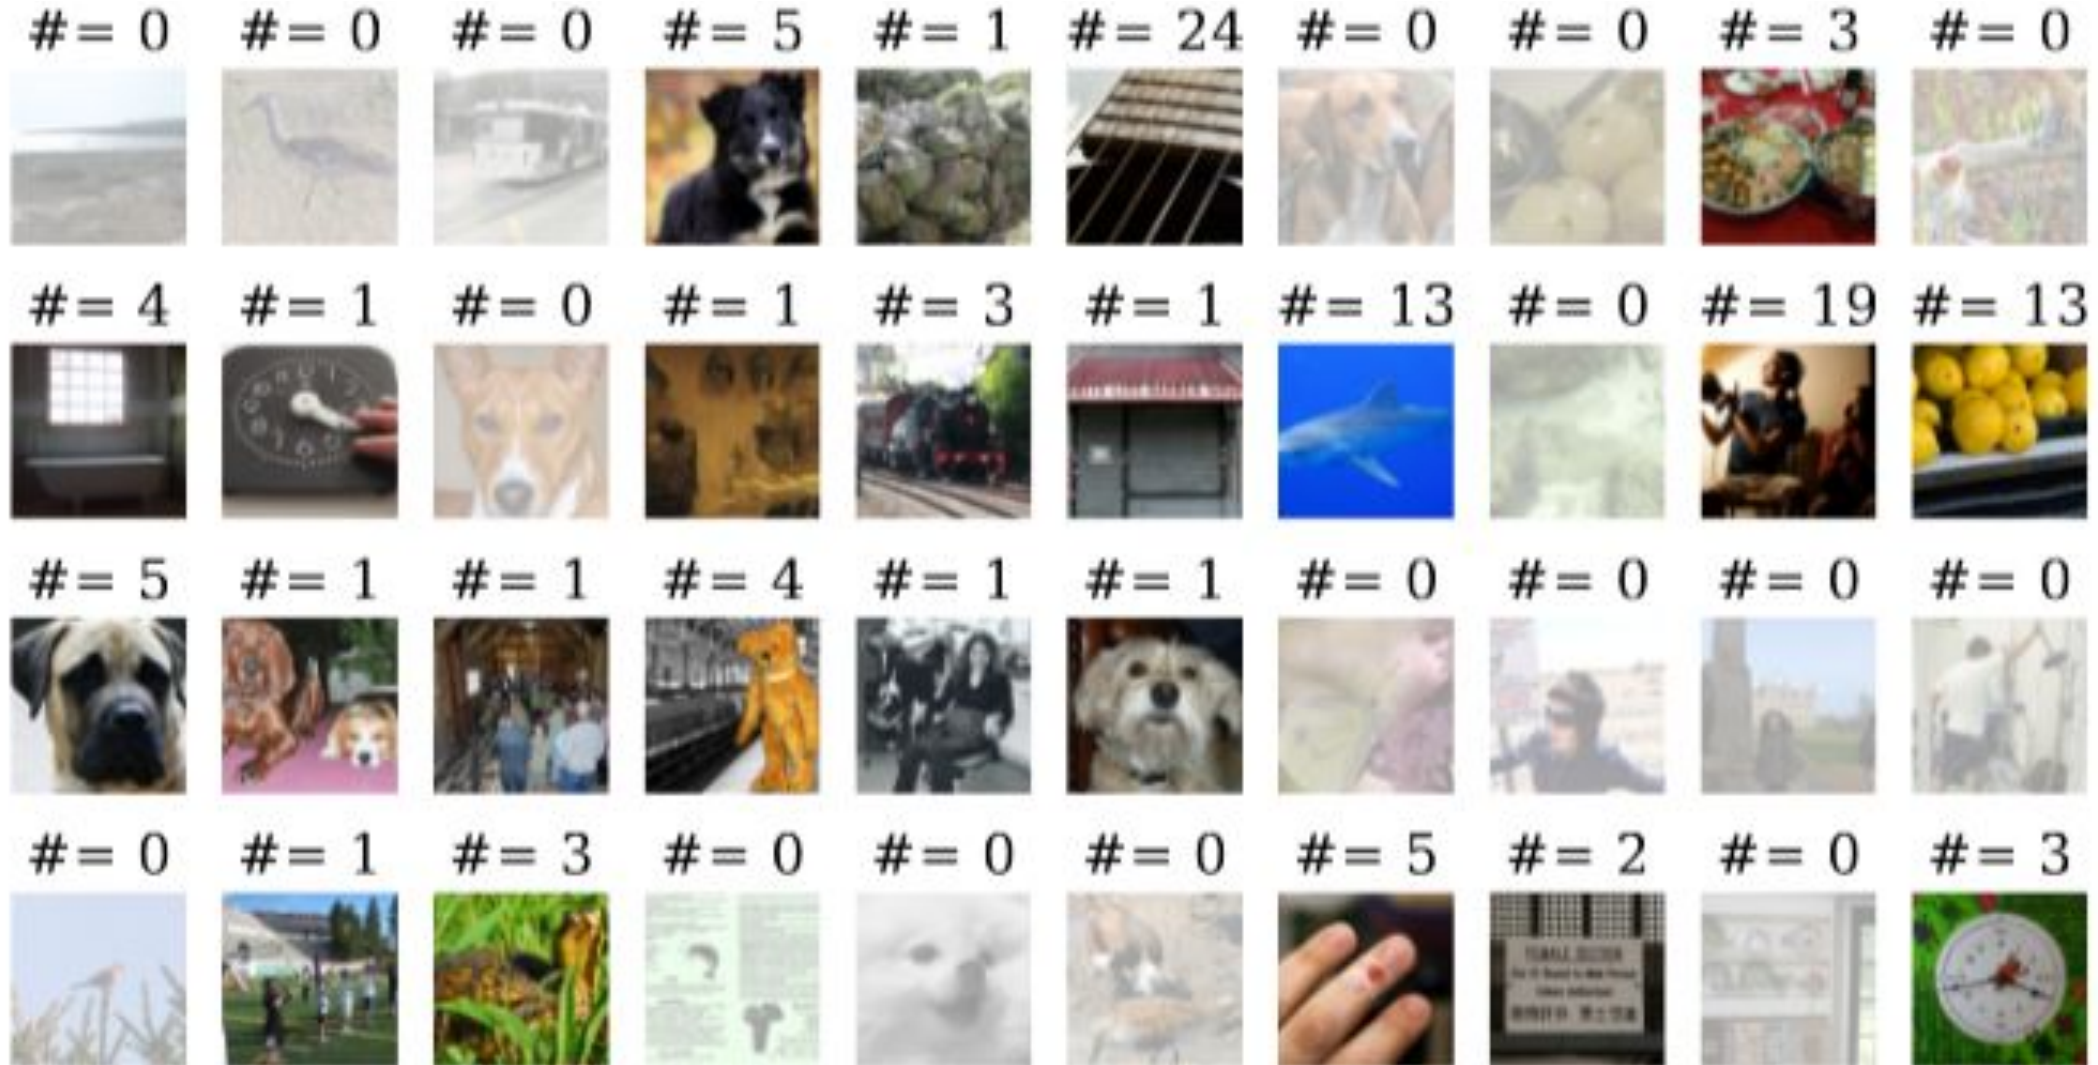 #= 0 #= 0 #= 0 #= 5 #= 1 #= 24 #= 0 #= 0 #= 3 #= 0
#= 4 #= 1 #= 0 #= 1 #= 3 #= 1 #= 13 #= 0 #= 19 #= 13
#= 5 #= 1 #= 1 #= 4 #= 1 #= 1 #= 0 #= 0 #= 0 #= 0
#= 0 #= 1 #= 3 #= 0 #= 0 #= 0 #= 5 #= 2 #= 0 #= 3